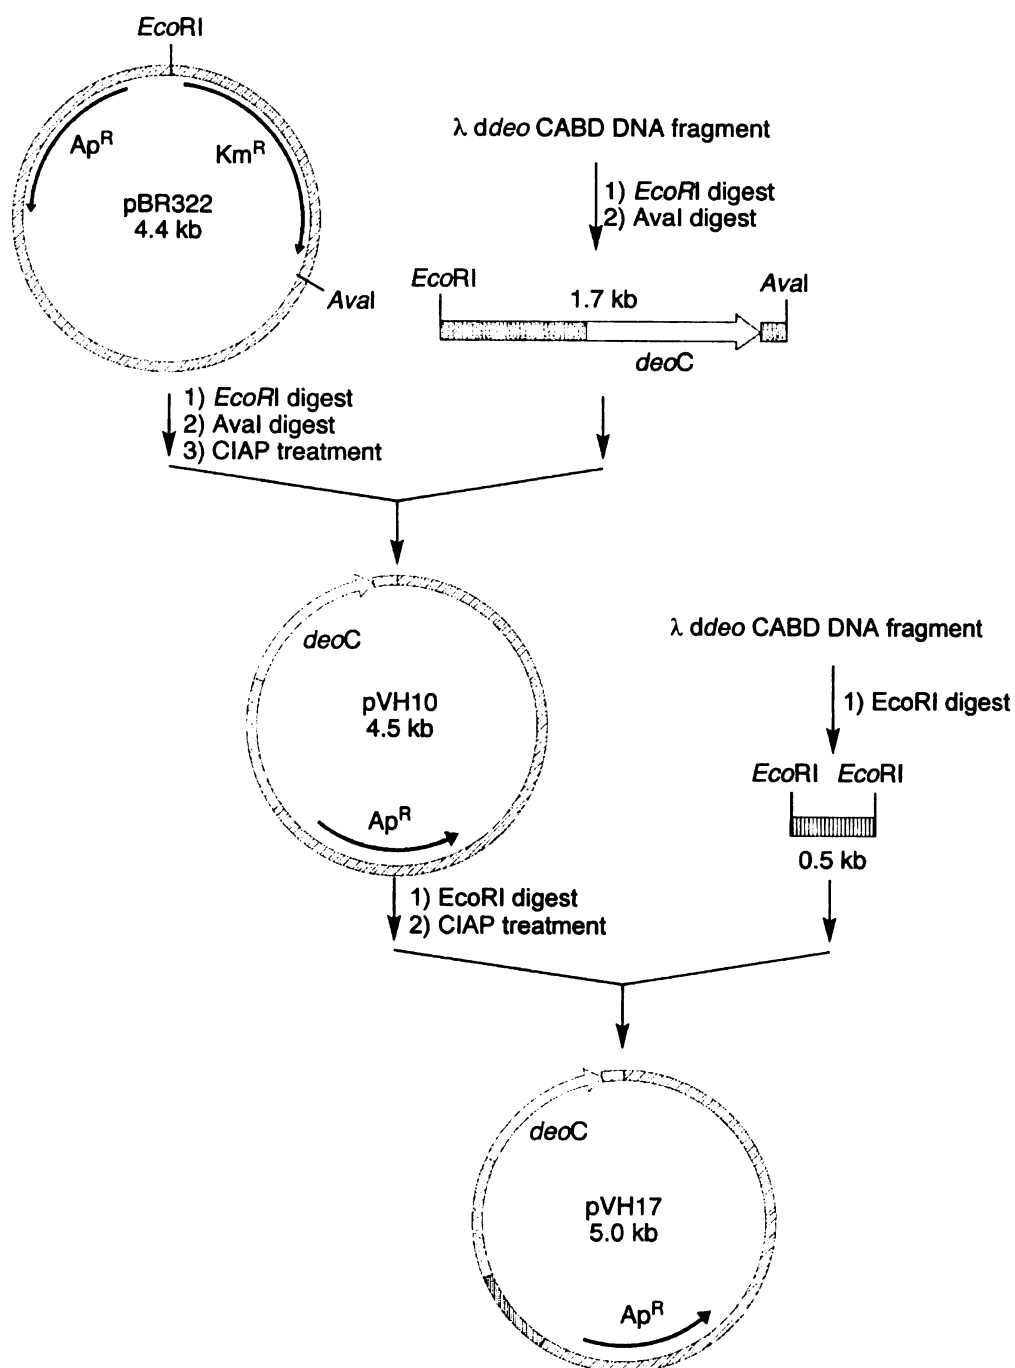 EcoRI
ApR
KmR
pBR322
4.4 kb
AvaI
λ ddeo CABD DNA fragment
1) EcoRI digest
2) AvaI digest
EcoRI
1.7 kb
AvaI
deoC
1) EcoRI digest
2) AvaI digest
3) CIAP treatment
deoC
pVH10
4.5 kb
ApR
λ ddeo CABD DNA fragment
1) EcoRI digest
EcoRI EcoRI
0.5 kb
1) EcoRI digest
2) CIAP treatment
deoC
pVH17
5.0 kb
ApR